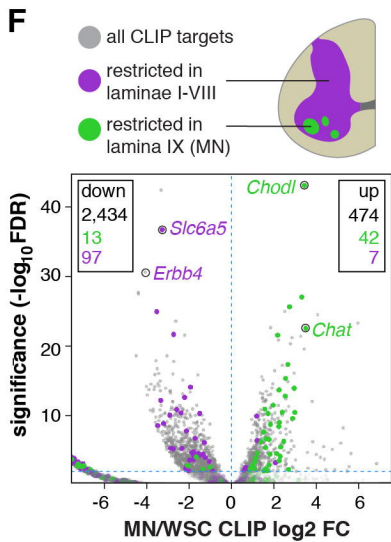 F
all CLIP targets
restricted in
laminae I-VIII
restricted in
lamina IX (MN)
down
2,434
13
97
up
474
42
7
Chodl
Slc6a5
Erbb4
Chat
significance (-log10FDR)
40
30
20
10
-6 -4 -2 0 2 4 6
MN/WSC CLIP log2 FC